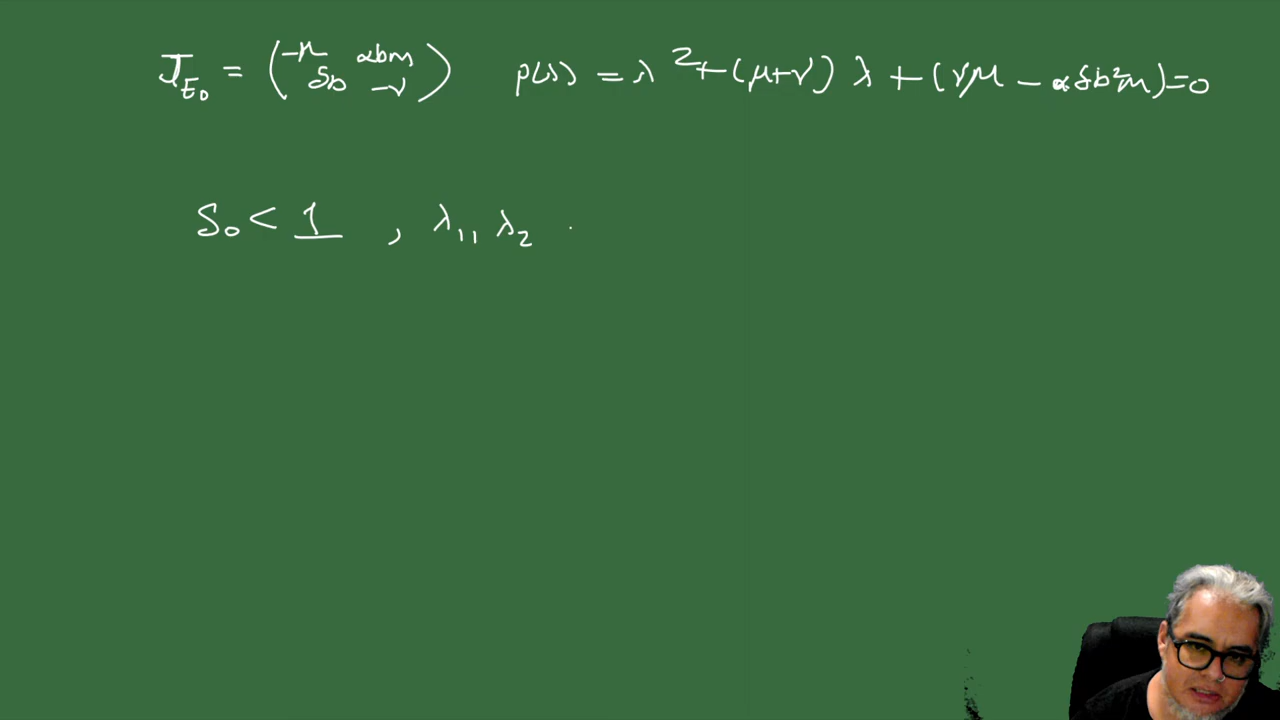 J_{E_0} = ( -μ αbm ; δb -ν ) p(λ) = λ² + (μ+ν) λ + (νμ - αδb²m) = 0
S_0 < 1 , λ_1, λ_2